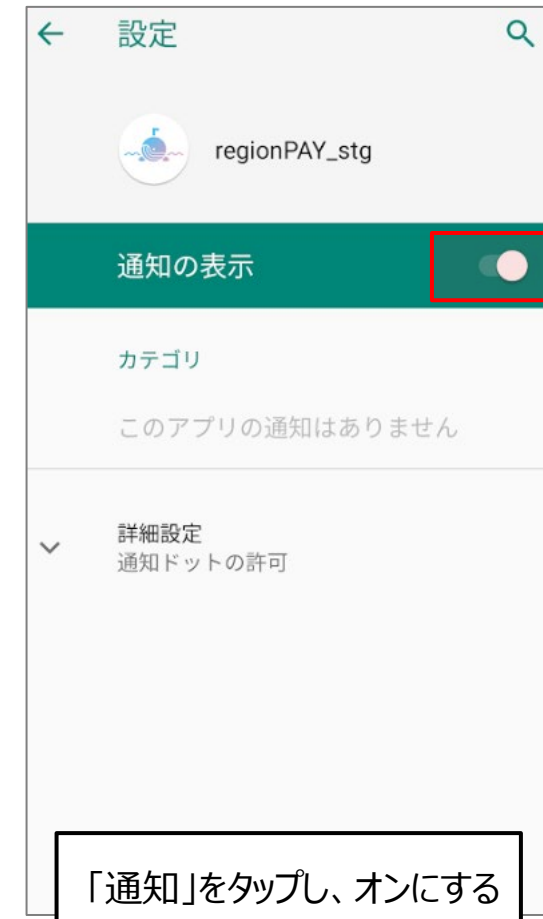 設定
regionPAY_stg
通知の表示
カテゴリ
このアプリの通知はありません
詳細設定
通知ドットの許可
「通知」をタップし、オンにする